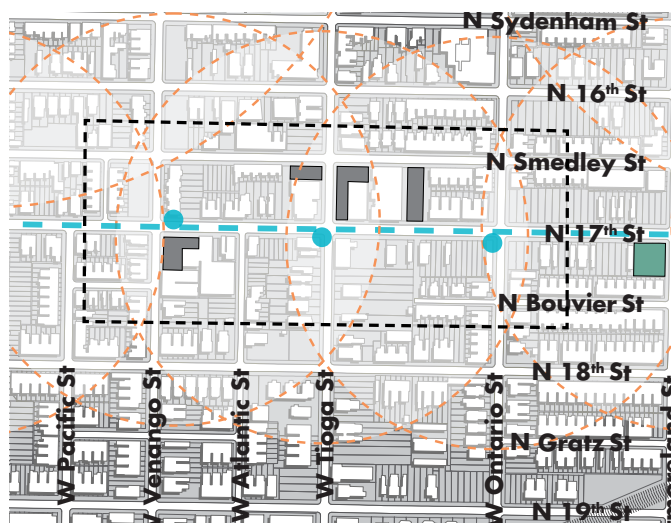 N Sydenham St
N 16th St
N Smedley St
N 17th St
N Bouvier St
N 18th St
N Gratz St
N 19th St
W Pacific St
W Venango St
W Atlantic St
W Tioga St
W Ontario St